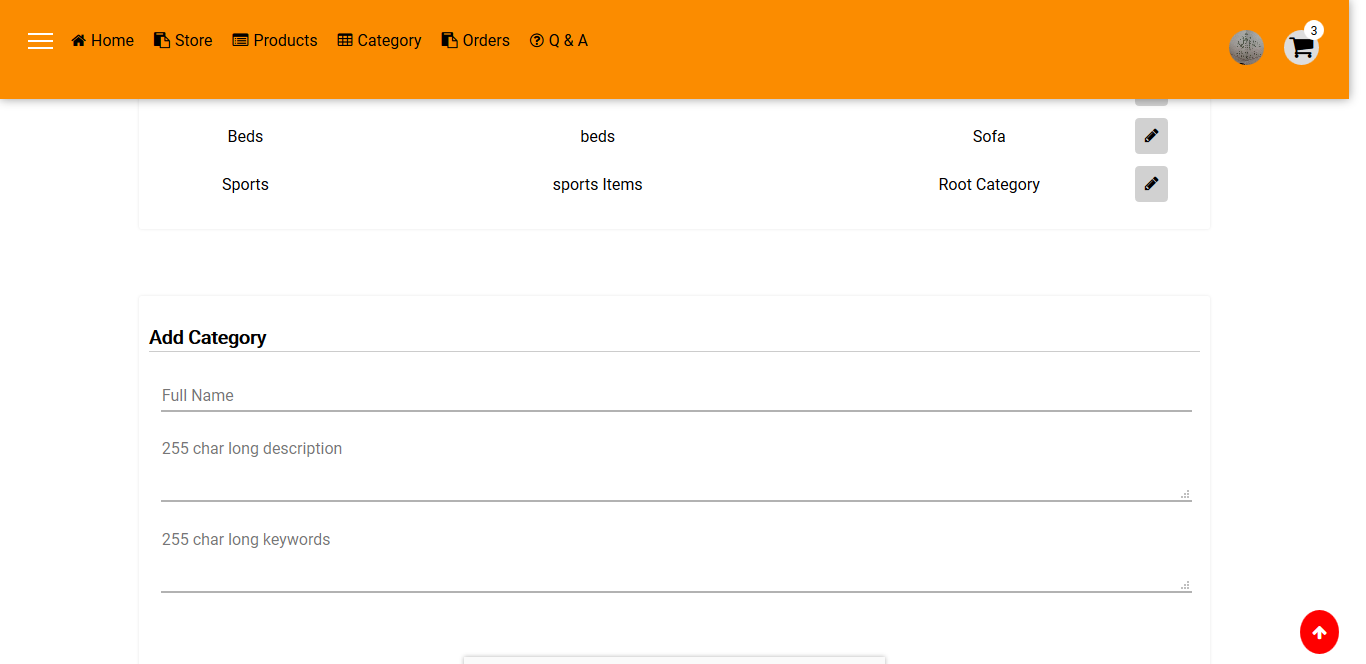 Home Store Products Category Orders Q & A 3
Beds beds Sofa
Sports sports Items Root Category
Add Category
Full Name
255 char long description
255 char long keywords